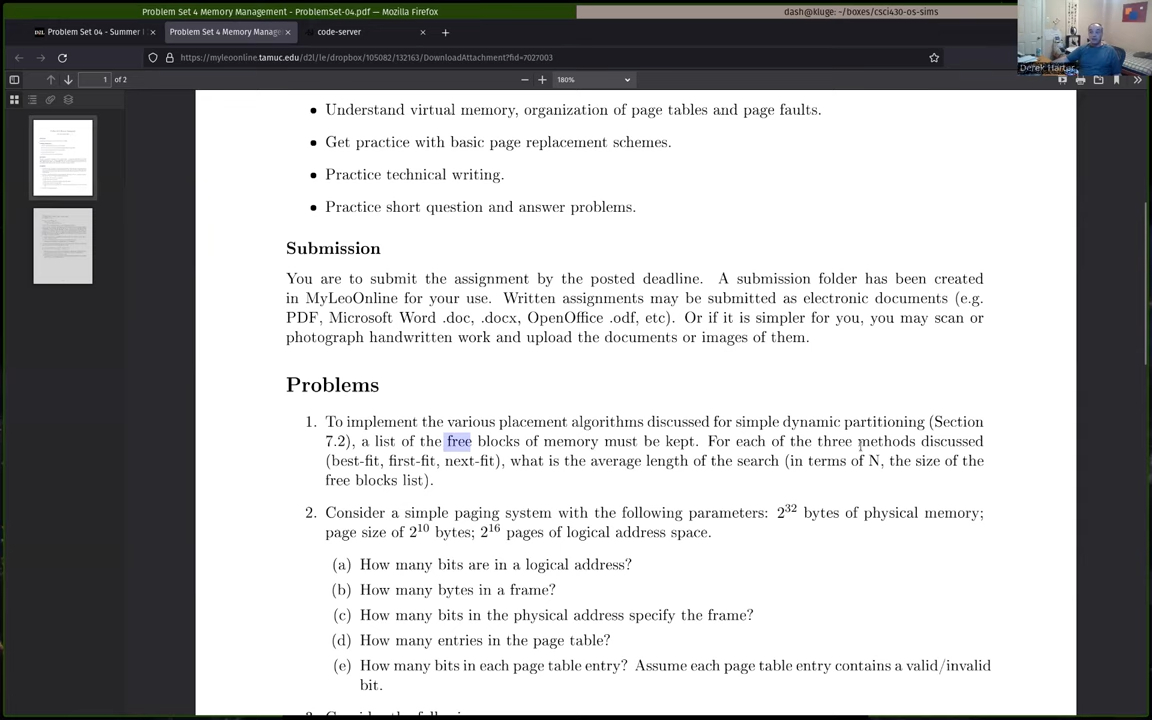 Problem Set 4 Memory Management - ProblemSet-04.pdf — Mozilla Firefox
dash@kluge: ~/boxes/csci430-os-sims
Problem Set 04 - Summer
Problem Set 4 Memory Manage
code-server
https://myleoonline.tamuc.edu/d2l/le/dropbox/105082/132163/DownloadAttachment?fid=7027003
Derek Harter
1 of 2
180%
• Understand virtual memory, organization of page tables and page faults.
• Get practice with basic page replacement schemes.
• Practice technical writing.
• Practice short question and answer problems.
Submission
You are to submit the assignment by the posted deadline. A submission folder has been created
in MyLeoOnline for your use. Written assignments may be submitted as electronic documents (e.g.
PDF, Microsoft Word .doc, .docx, OpenOffice .odf, etc). Or if it is simpler for you, you may scan or
photograph handwritten work and upload the documents or images of them.
Problems
1. To implement the various placement algorithms discussed for simple dynamic partitioning (Section
7.2), a list of the free blocks of memory must be kept. For each of the three methods discussed
(best-fit, first-fit, next-fit), what is the average length of the search (in terms of N, the size of the
free blocks list).
2. Consider a simple paging system with the following parameters: 2^32 bytes of physical memory;
page size of 2^10 bytes; 2^16 pages of logical address space.
(a) How many bits are in a logical address?
(b) How many bytes in a frame?
(c) How many bits in the physical address specify the frame?
(d) How many entries in the page table?
(e) How many bits in each page table entry? Assume each page table entry contains a valid/invalid
bit.